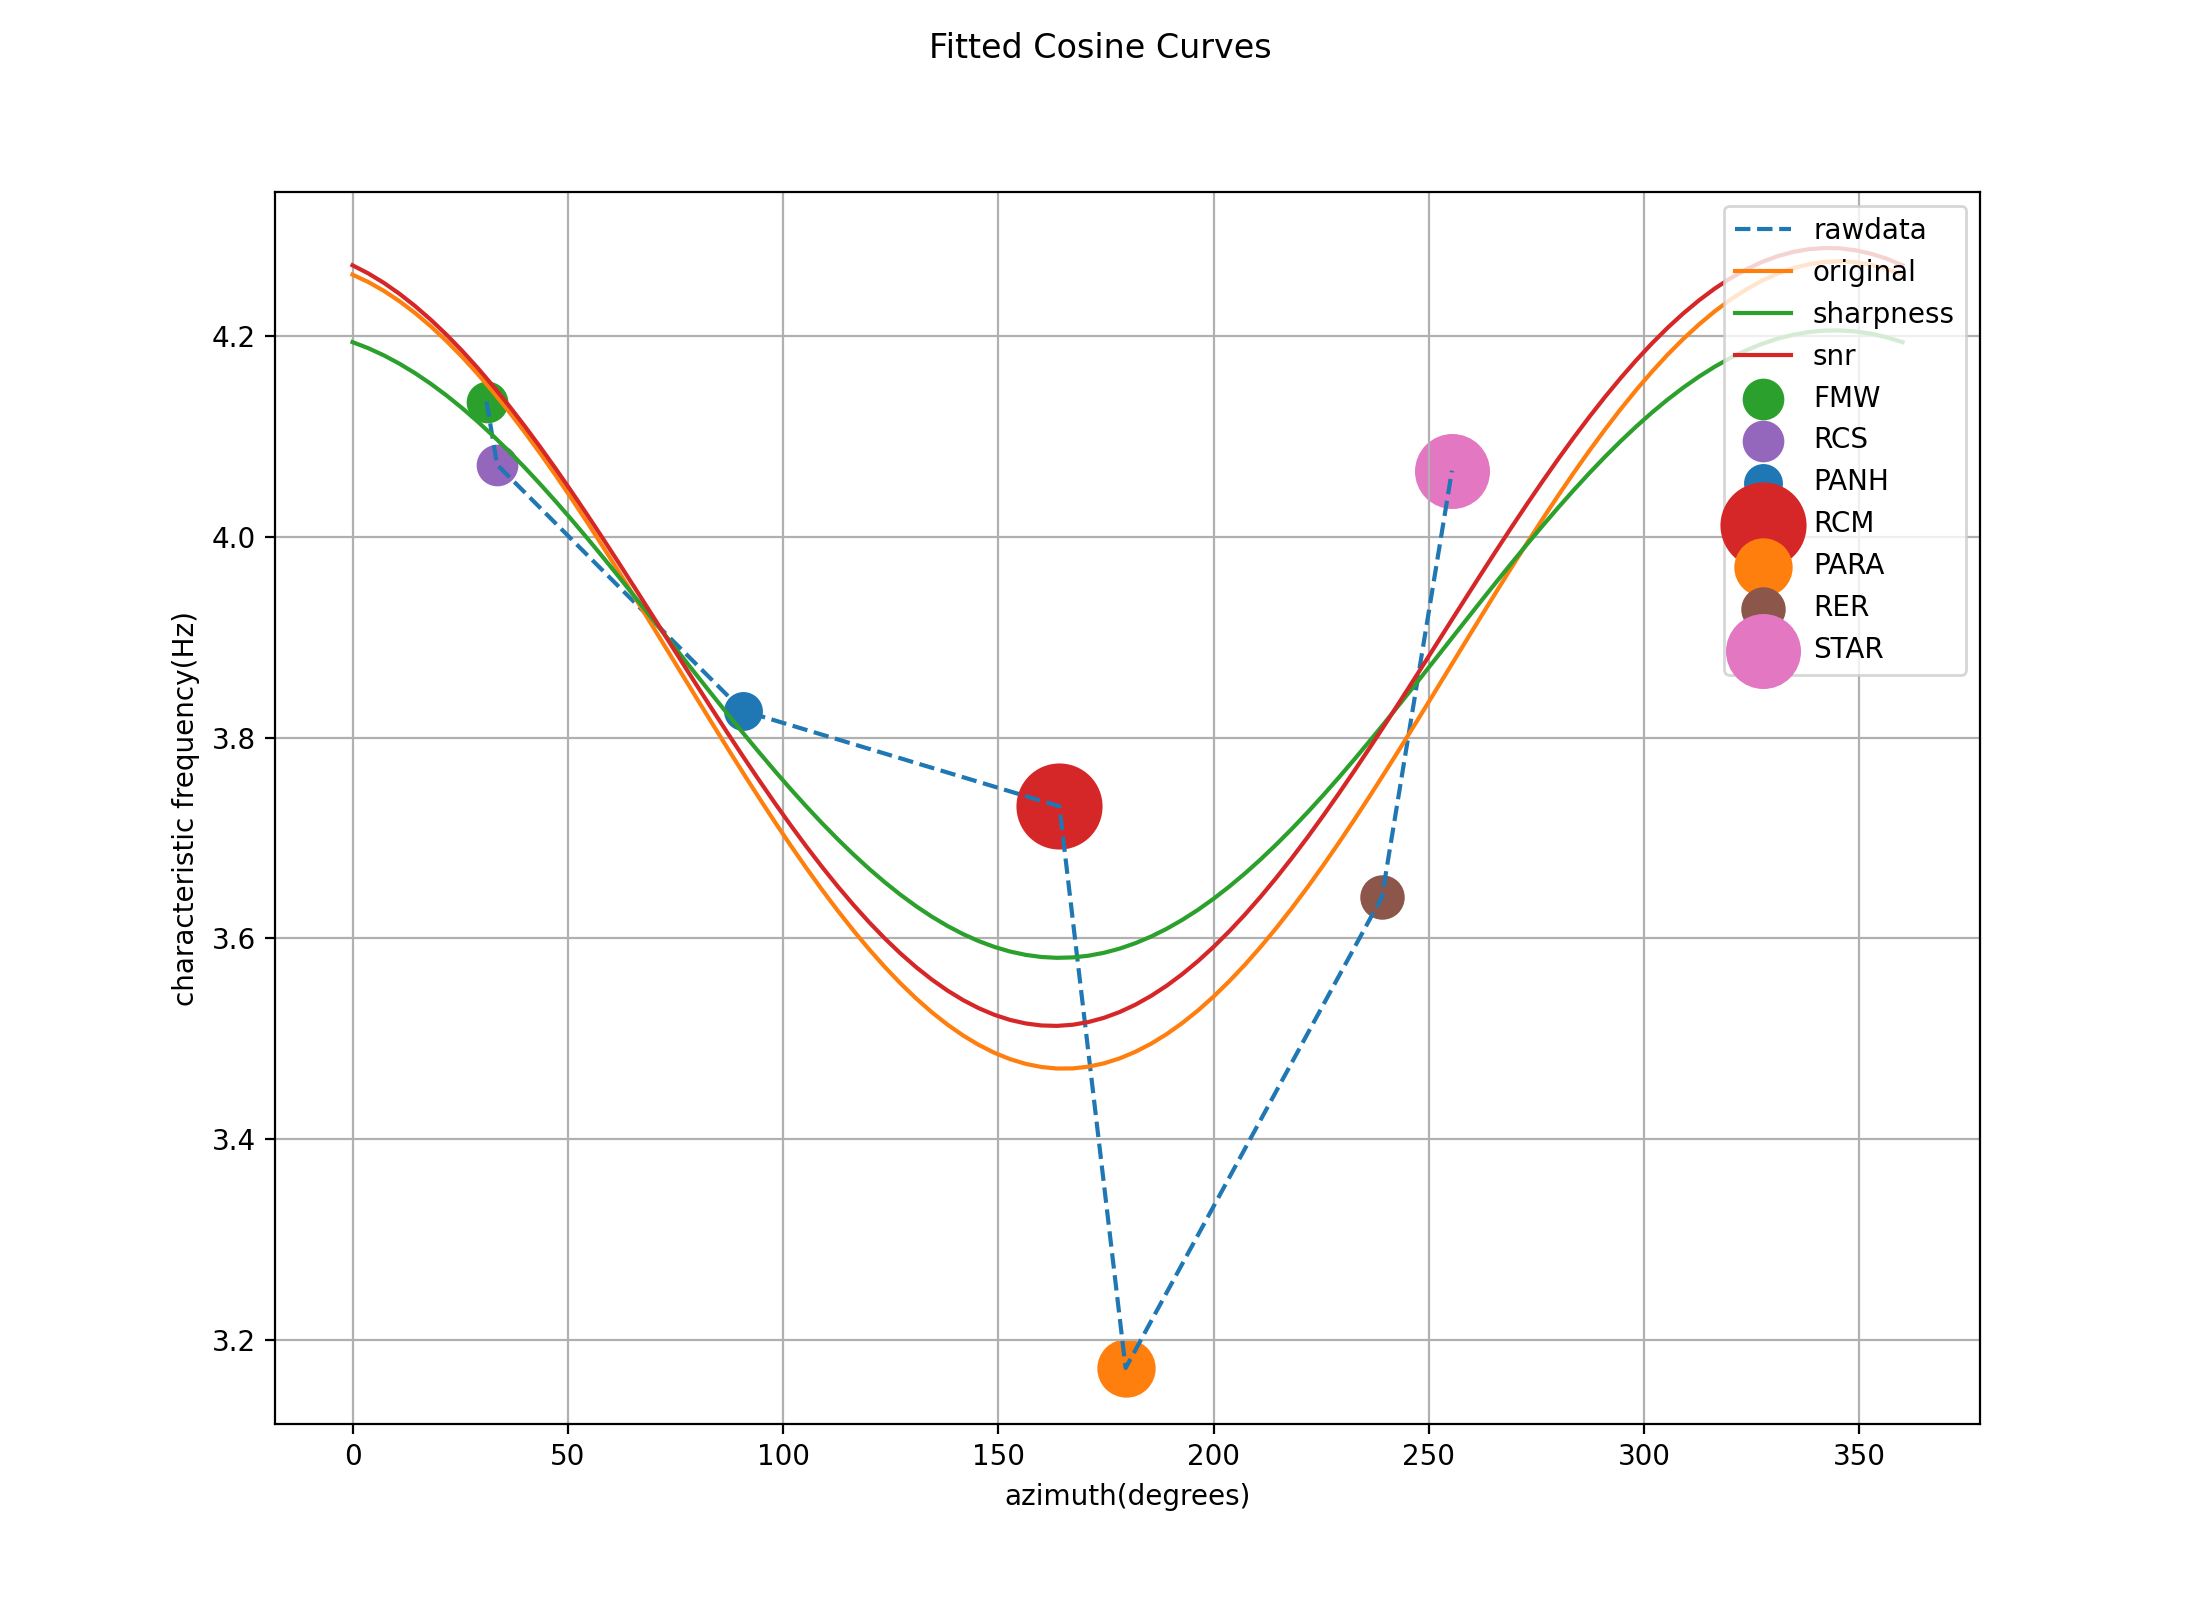 Fitted Cosine Curves
rawdata
original
sharpness
snr
FMW
RCS
PANH
RCM
PARA
RER
STAR
characteristic frequency(Hz)
4.2
4.0
3.8
3.6
3.4
3.2
0 50 100 150 200 250 300 350
azimuth(degrees)